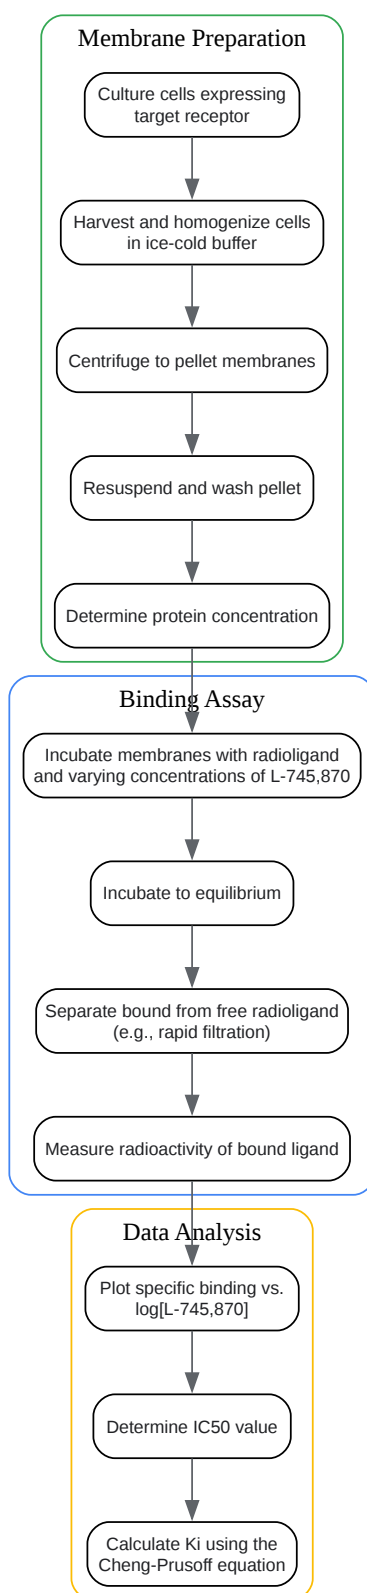 Membrane Preparation
Culture cells expressing
target receptor
Harvest and homogenize cells
in ice-cold buffer
Centrifuge to pellet membranes
Resuspend and wash pellet
Determine protein concentration
Binding Assay
Incubate membranes with radioligand
and varying concentrations of L-745,870
Incubate to equilibrium
Separate bound from free radioligand
(e.g., rapid filtration)
Measure radioactivity of bound ligand
Data Analysis
Plot specific binding vs.
log[L-745,870]
Determine IC50 value
Calculate Ki using the
Cheng-Prusoff equation